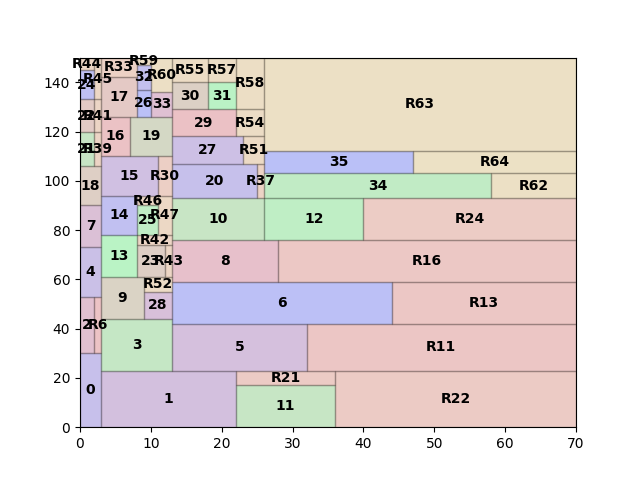 R44 R33 R59 R55 R57
24 R45 32 R60 R58
17 30 31 R63
26 33
R41 29 R54
16 19
R39 27 R51
35 R64
18 15 R30 20 R37 34 R62
R46
7 14 25 R47 10 12 R24
R42
4 13 23 R43 8 R16
R52
9 28 6 R13
2 R6 3 5 R11
R21
0 1 11 R22
140
120
100
80
60
40
20
0
0 10 20 30 40 50 60 70